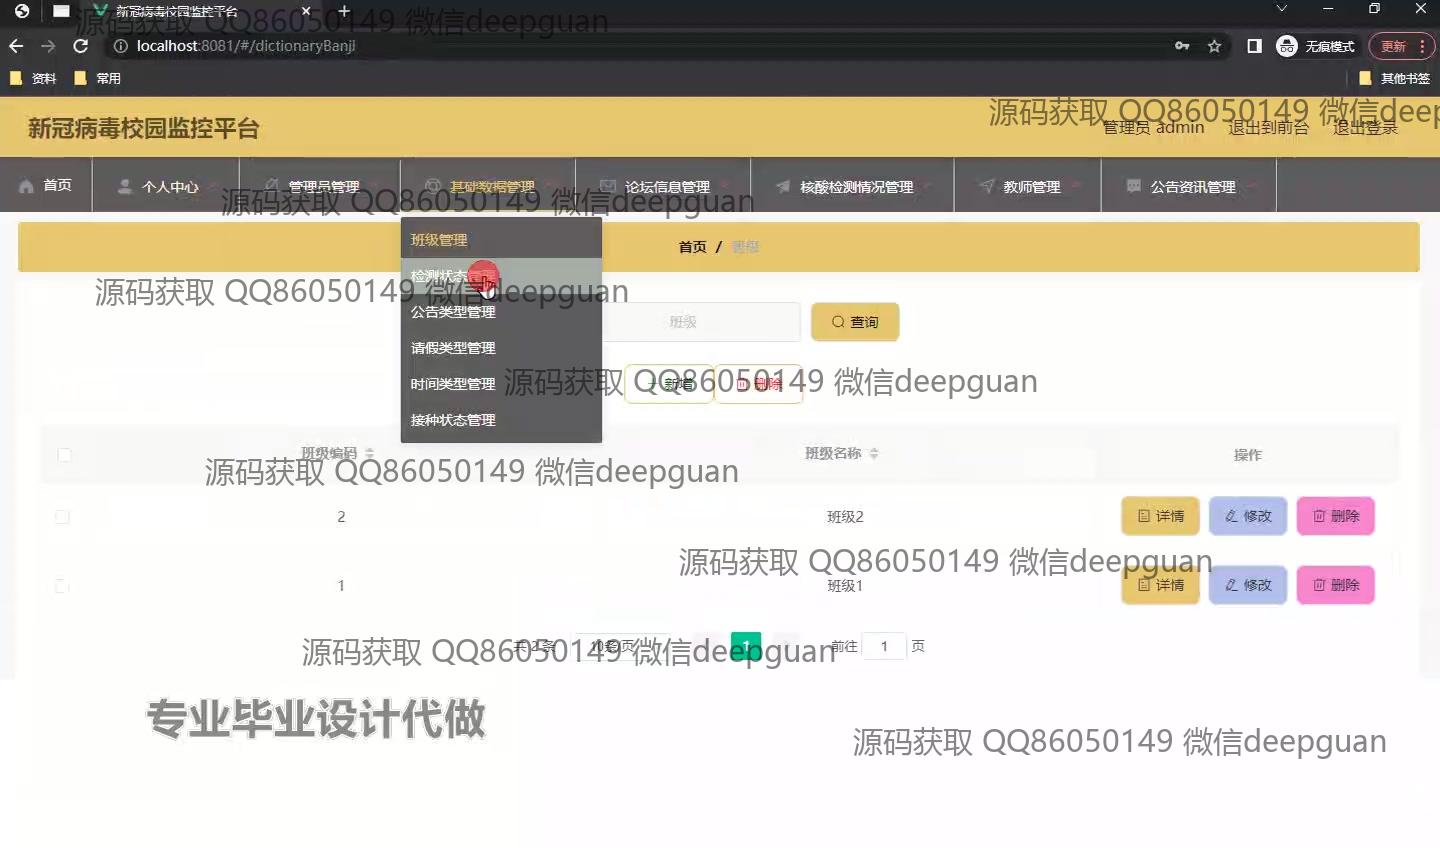 新冠病毒校园监控平台
源码获取 QQ86050149 微信deepguan
localhost:8081/#/dictionaryBanji
无痕模式
更新
资料
常用
其他书签
新冠病毒校园监控平台
源码获取 QQ86050149 微信deep
管理员 admin
退出到前台
退出登录
首页
个人中心
管理员管理
基础数据管理
论坛信息管理
核酸检测情况管理
教师管理
公告资讯管理
源码获取 QQ86050149 微信deepguan
班级管理
首页 / 班级
检测状态管理
源码获取 QQ86050149 微信deepguan
公告类型管理
班级
查询
请假类型管理
时间类型管理
新增
删除
源码获取 QQ86050149 微信deepguan
接种状态管理
班级编码
班级名称
操作
源码获取 QQ86050149 微信deepguan
2
班级2
详情
修改
删除
源码获取 QQ86050149 微信deepguan
1
班级1
详情
修改
删除
共 2 条
10条/页
1
前往 1 页
源码获取 QQ86050149 微信deepguan
专业毕业设计代做
源码获取 QQ86050149 微信deepguan